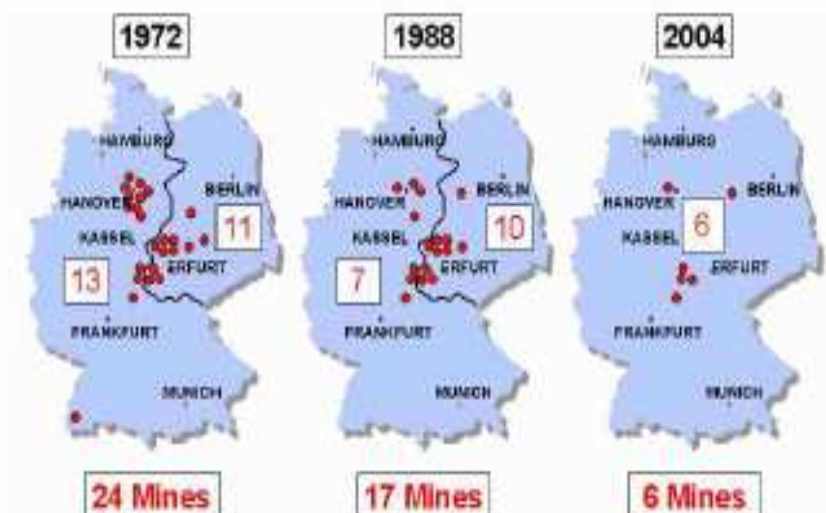 1972
HAMBURG
BERLIN
HANOVER
11
KASSEL
13
ERFURT
FRANKFURT
MUNICH
24 Mines
1988
HAMBURG
BERLIN
HANOVER
KASSEL
10
7
ERFURT
FRANKFURT
MUNICH
17 Mines
2004
HAMBURG
BERLIN
HANOVER
6
KASSEL
ERFURT
FRANKFURT
MUNICH
6 Mines